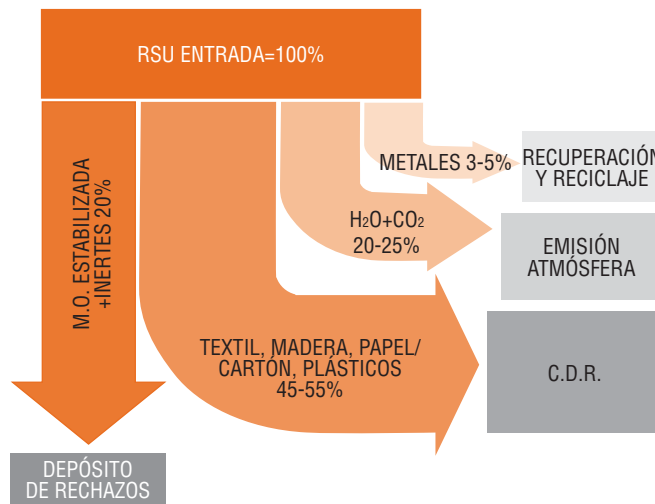 RSU ENTRADA=100%
M.O. ESTABILIZADA
+INERTES 20%
METALES 3-5%
RECUPERACIÓN
Y RECICLAJE
H2O+CO2
20-25%
EMISIÓN
ATMÓSFERA
TEXTIL, MADERA, PAPEL/
CARTÓN, PLÁSTICOS
45-55%
C.D.R.
DEPÓSITO
DE RECHAZOS